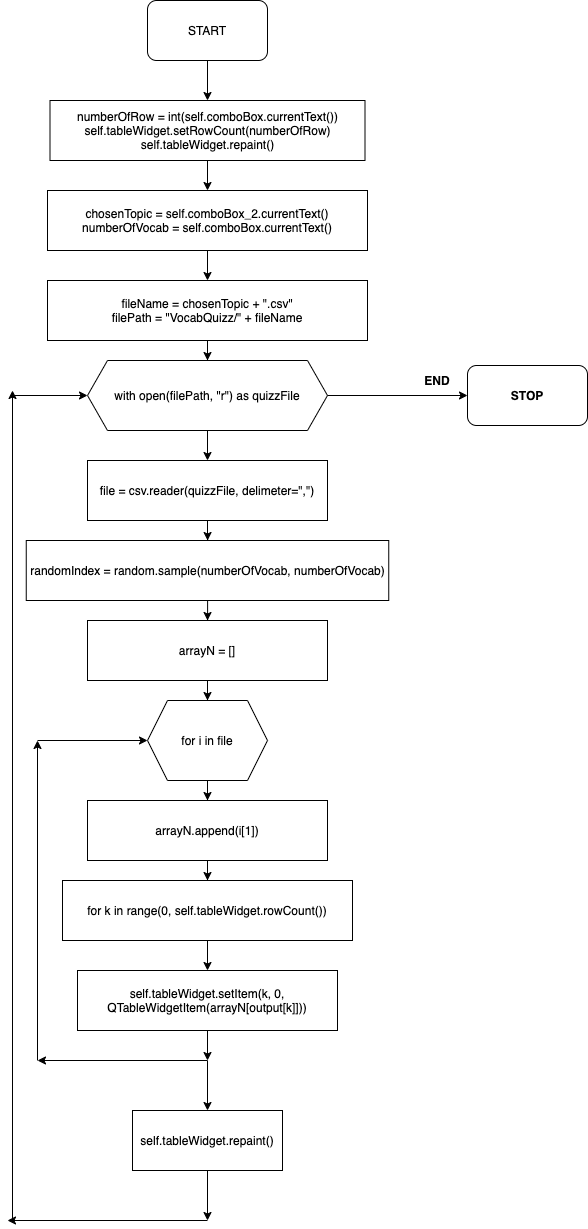 START
numberOfRow = int(self.comboBox.currentText())
self.tableWidget.setRowCount(numberOfRow)
self.tableWidget.repaint()
chosenTopic = self.comboBox_2.currentText()
numberOfVocab = self.comboBox.currentText()
fileName = chosenTopic + ".csv"
filePath = "VocabQuizz/" + fileName
with open(filePath, "r") as quizzFile
END
STOP
file = csv.reader(quizzFile, delimeter=",")
randomIndex = random.sample(numberOfVocab, numberOfVocab)
arrayN = []
for i in file
arrayN.append(i[1])
for k in range(0, self.tableWidget.rowCount())
self.tableWidget.setItem(k, 0,
QTableWidgetItem(arrayN[output[k]]))
self.tableWidget.repaint()